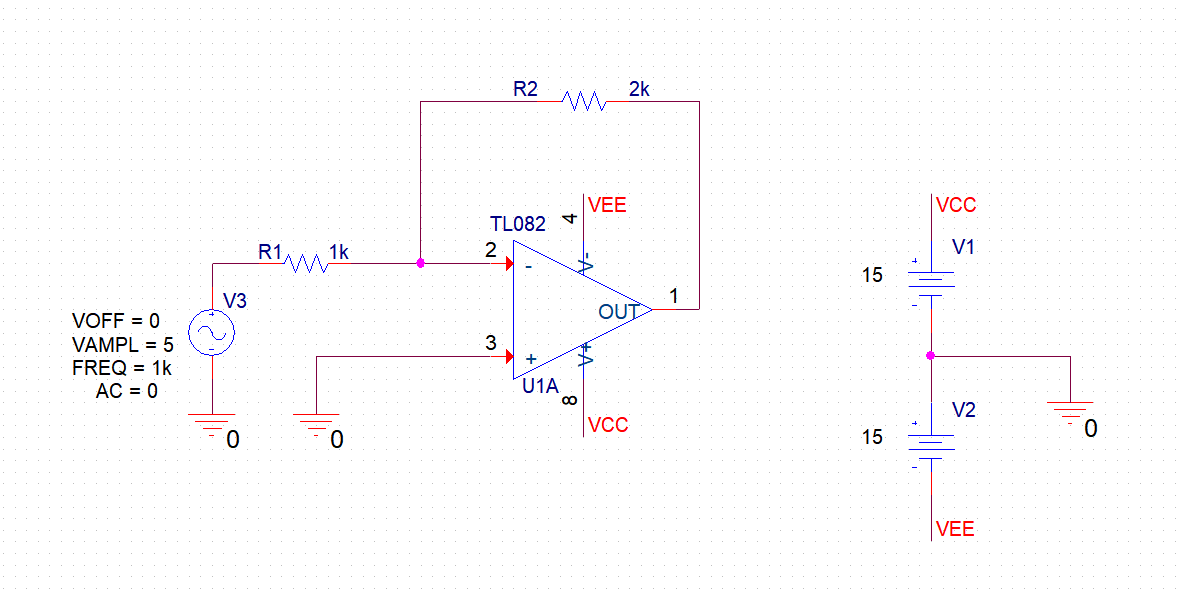 R2 2k
VEE
4
TL082
V-
2
-
R1 1k
V3
VOFF = 0
VAMPL = 5
FREQ = 1k
AC = 0
0
OUT
1
3
+
V+
U1A
8
VCC
0
VCC
V1
+
15
-
V2
+
15
-
0
VEE